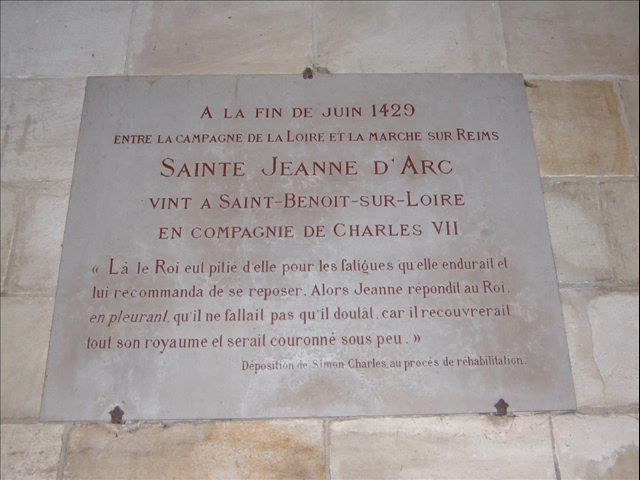 A LA FIN DE JUIN 1429
ENTRE LA CAMPAGNE DE LA LOIRE ET LA MARCHE SUR REIMS
SAINTE JEANNE D'ARC
VINT A SAINT-BENOIT-SUR-LOIRE
EN COMPAGNIE DE CHARLES VII
« Là le Roi eut pitié d'elle pour les fatigues qu'elle endurait et
lui recommanda de se reposer. Alors Jeanne répondit au Roi,
en pleurant, qu'il ne fallait pas qu'il doutât, car il recouvrerait
tout son royaume et serait couronné sous peu. »
Déposition de Simon Charles, au procès de réhabilitation.